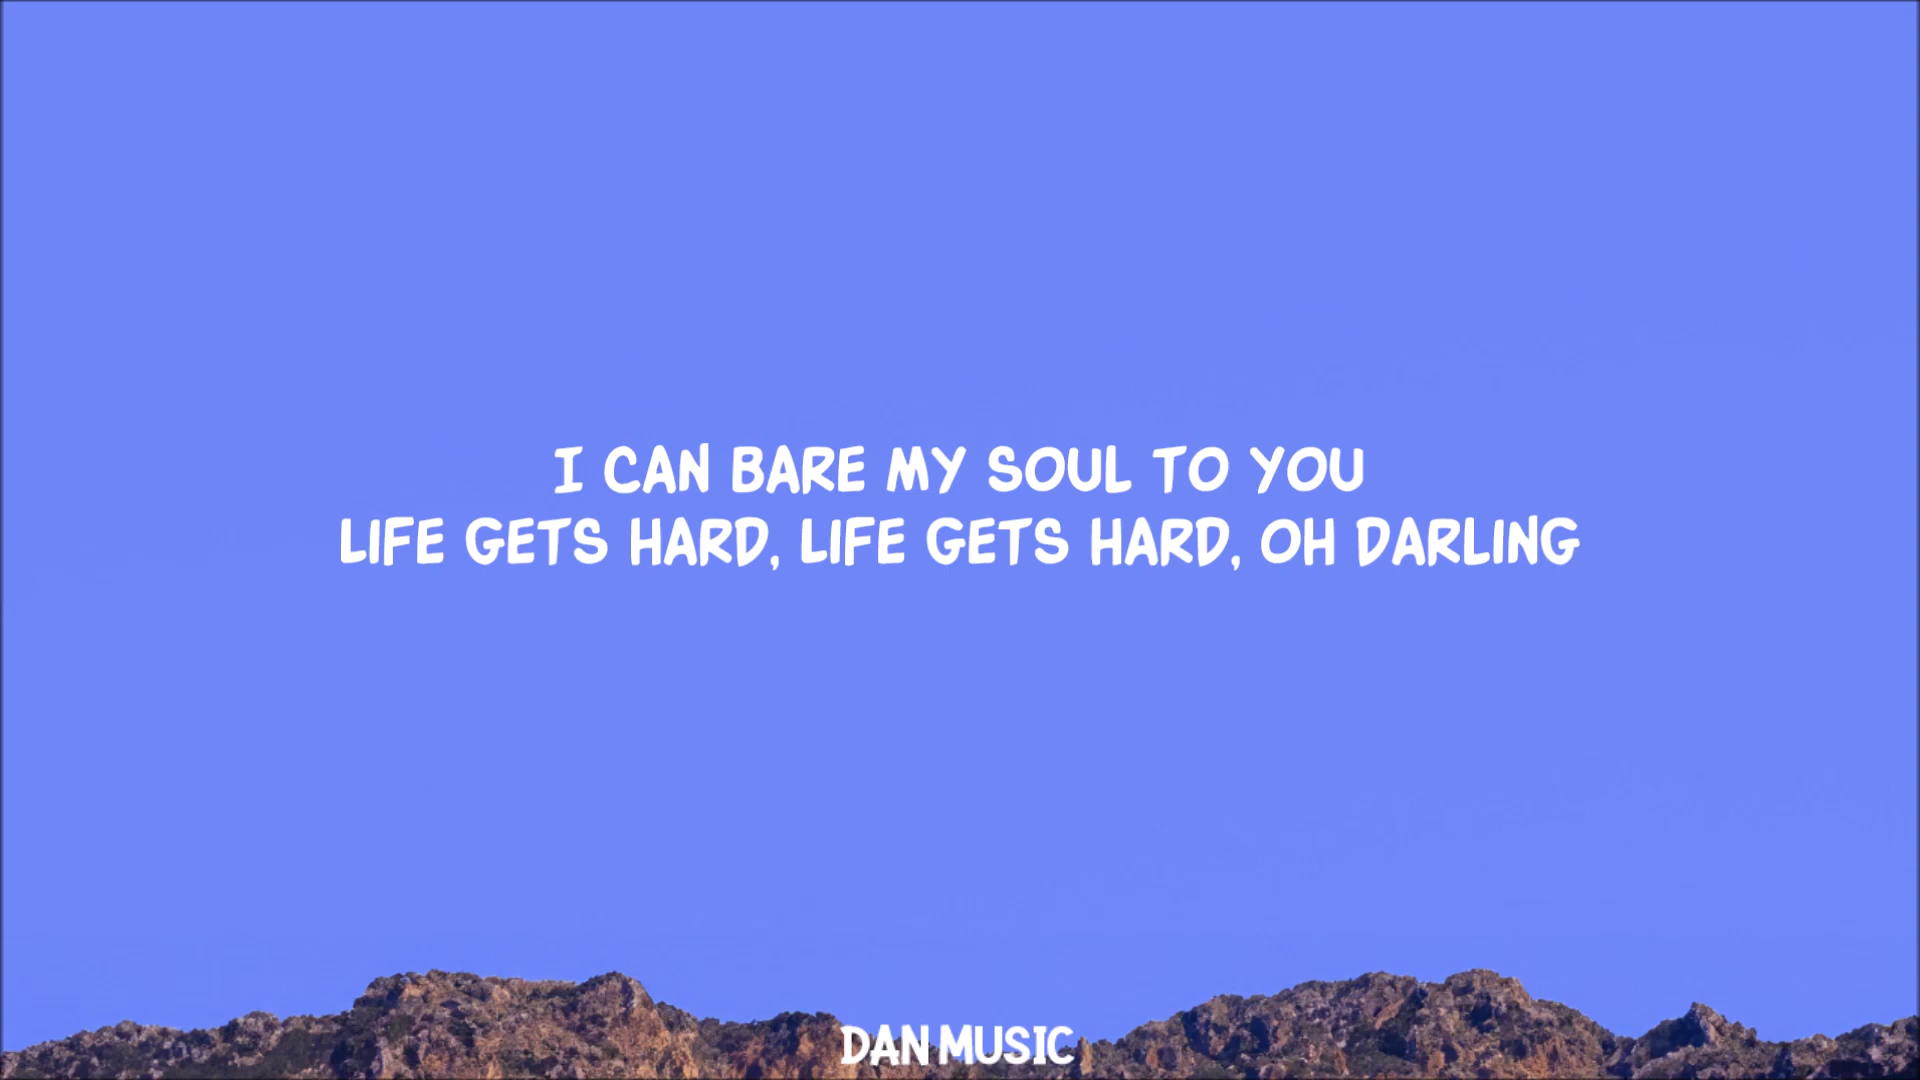 I CAN BARE MY SOUL TO YOU
LIFE GETS HARD, LIFE GETS HARD, OH DARLING
DAN MUSIC